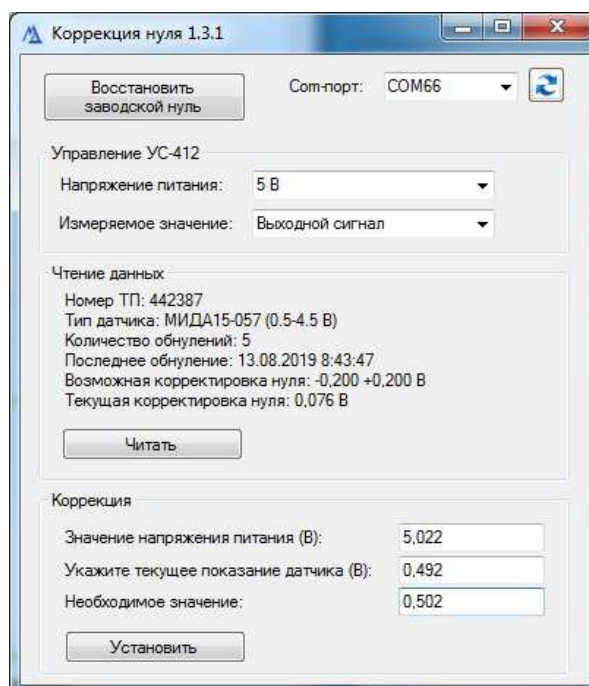 Коррекция нуля 1.3.1
Восстановить
заводской нуль
Com-порт:
COM66
Управление УС-412
Напряжение питания:
5 В
Измеряемое значение:
Выходной сигнал
Чтение данных
Номер ТП: 442387
Тип датчика: МИДА15-057 (0.5-4.5 В)
Количество обнулений: 5
Последнее обнуление: 13.08.2019 8:43:47
Возможная корректировка нуля: -0,200 +0,200 В
Текущая корректировка нуля: 0,076 В
Читать
Коррекция
Значение напряжения питания (В):
5,022
Укажите текущее показание датчика (В):
0,492
Необходимое значение:
0,502
Установить